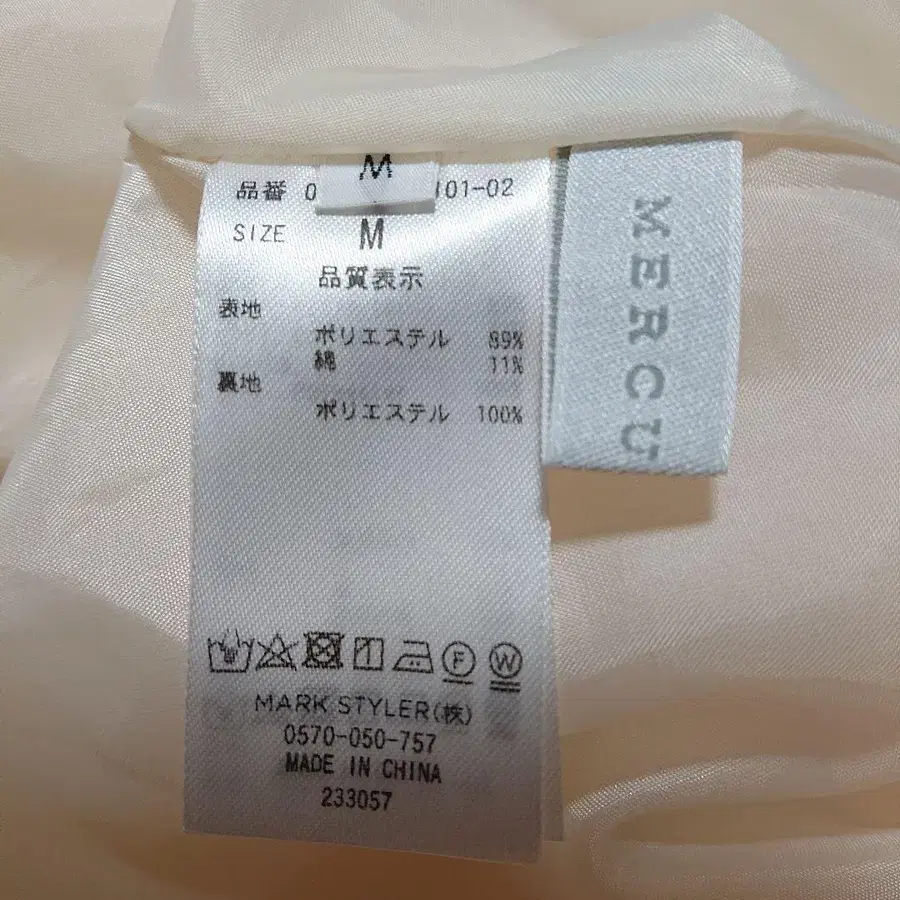 M
品番 0 101-02
SIZE M
品質表示
表地
ポリエステル 89%
綿 11%
裏地
ポリエステル 100%
F W
MARK STYLER(株)
0570-050-757
MADE IN CHINA
233057
MERCU